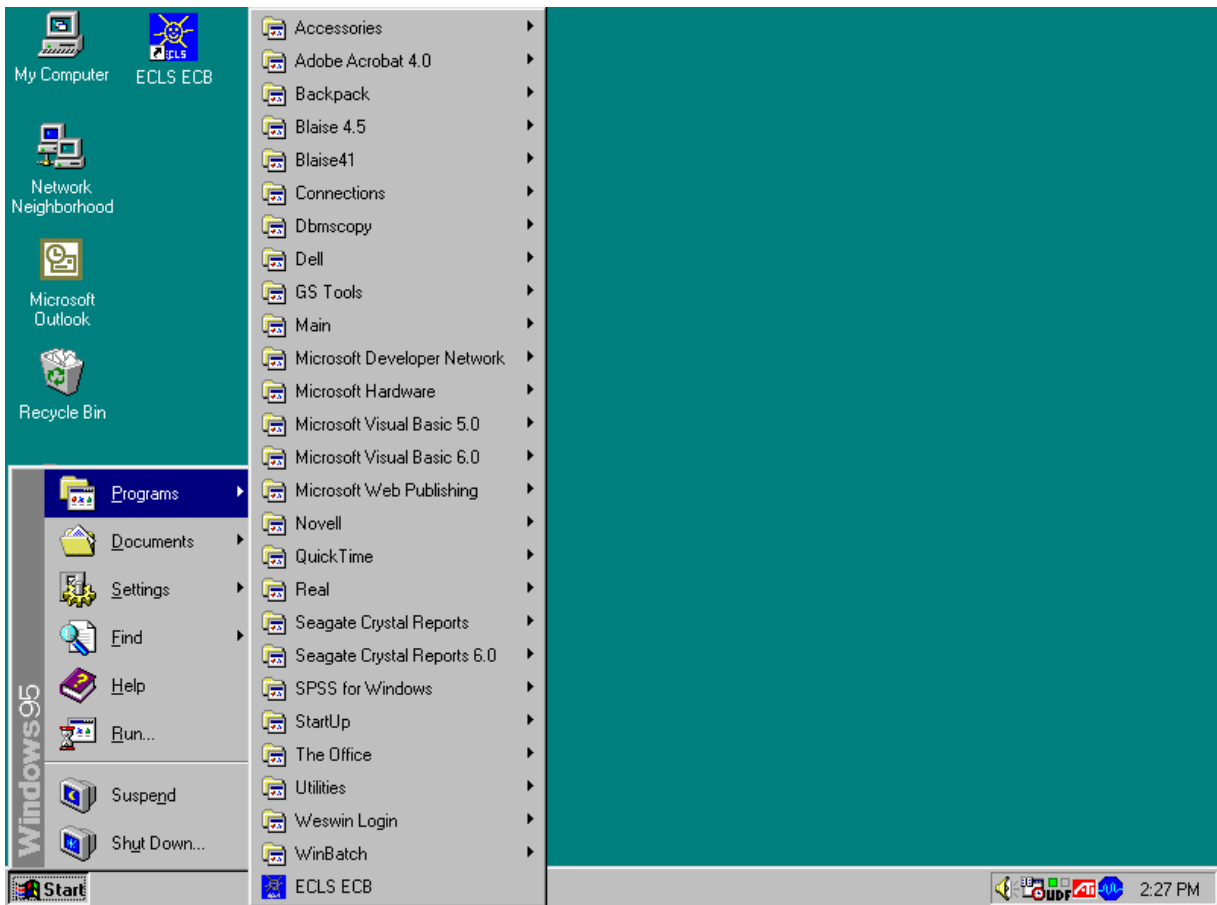 My Computer
ECLS
ECLS ECB
Network
Neighborhood
Microsoft
Outlook
Recycle Bin
Programs
Documents
Settings
Find
Help
Run...
Suspend
Shut Down...
Windows95
Accessories
Adobe Acrobat 4.0
Backpack
Blaise 4.5
Blaise41
Connections
Dbmscopy
Dell
GS Tools
Main
Microsoft Developer Network
Microsoft Hardware
Microsoft Visual Basic 5.0
Microsoft Visual Basic 6.0
Microsoft Web Publishing
Novell
QuickTime
Real
Seagate Crystal Reports
Seagate Crystal Reports 6.0
SPSS for Windows
StartUp
The Office
Utilities
Weswin Login
WinBatch
ECLS ECB
Start
UDF
ATI
2:27 PM